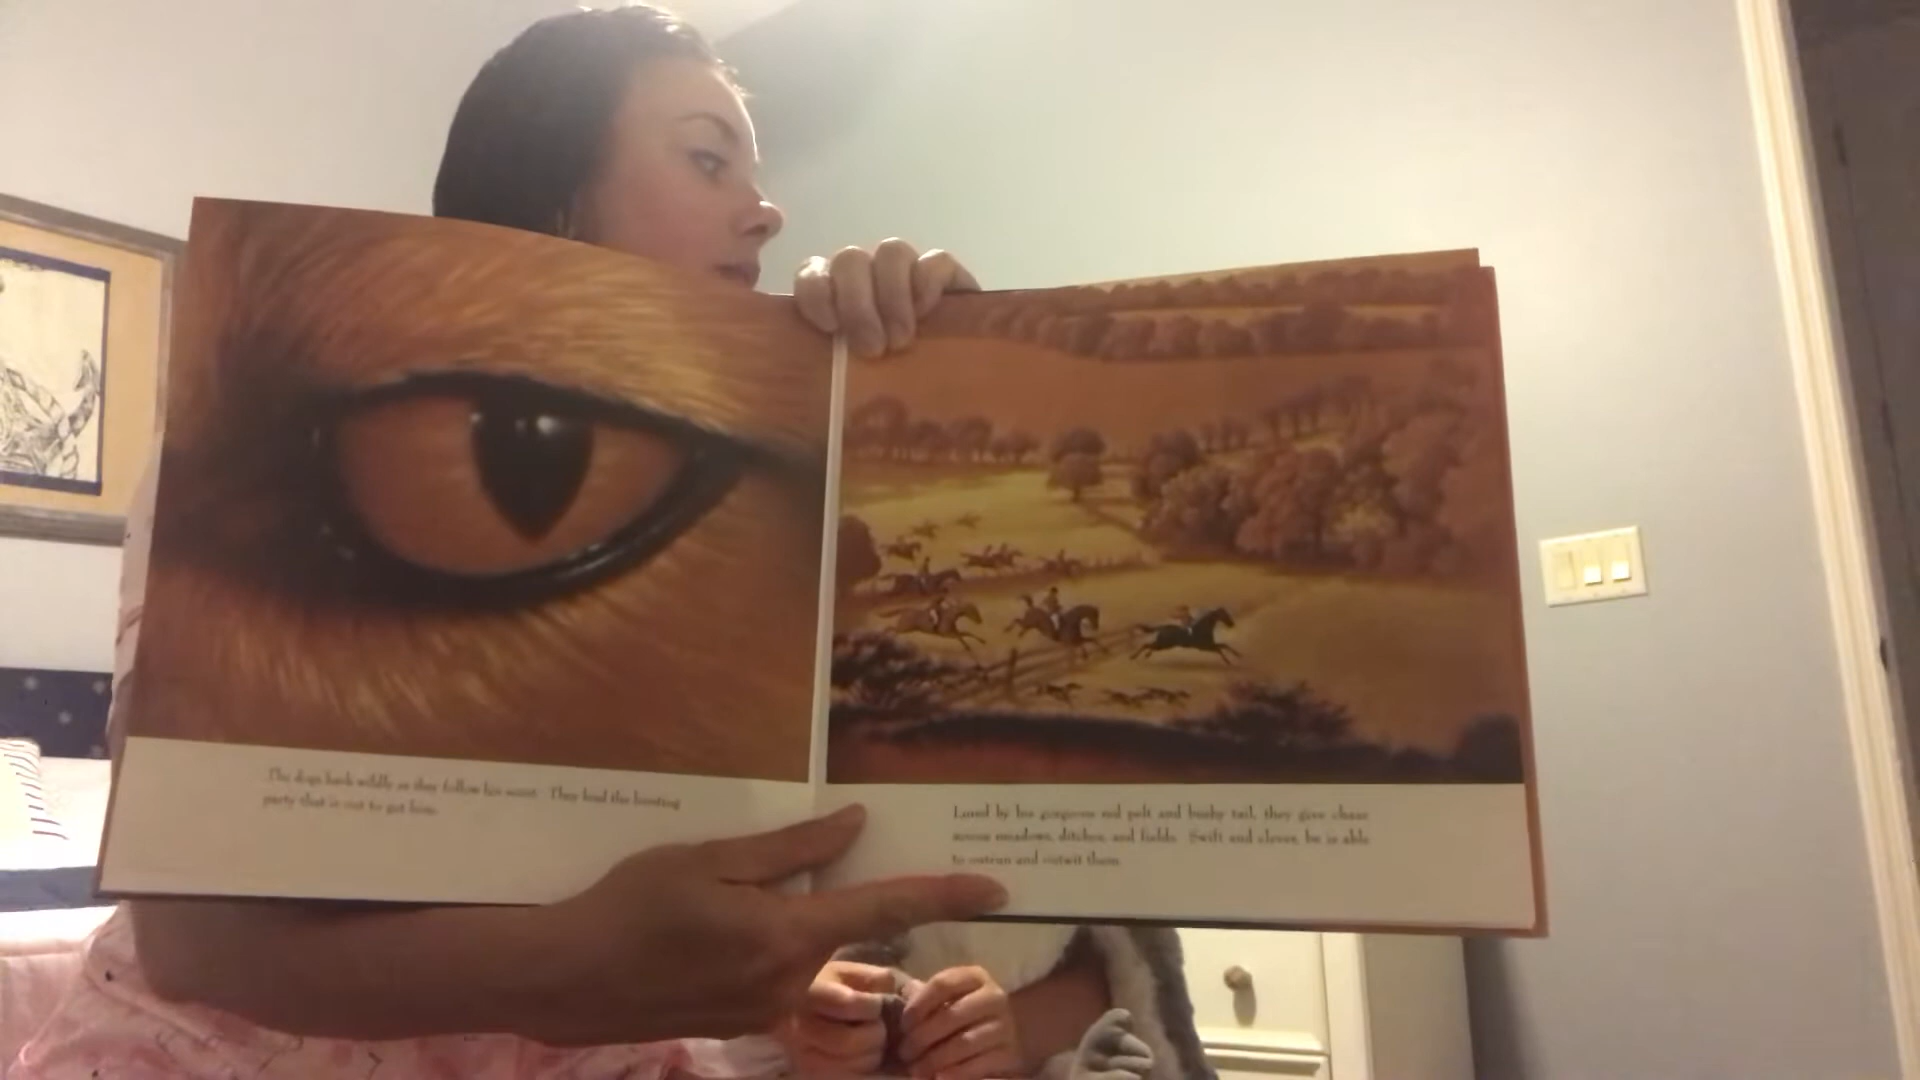 The dogs bark wildly as they follow his scent. They lead the hunting
party that is out to get him.
Lured by his gorgeous red pelt and bushy tail, they give chase
across meadows, ditches, and fields. Swift and clever, he is able
to outrun and outwit them.